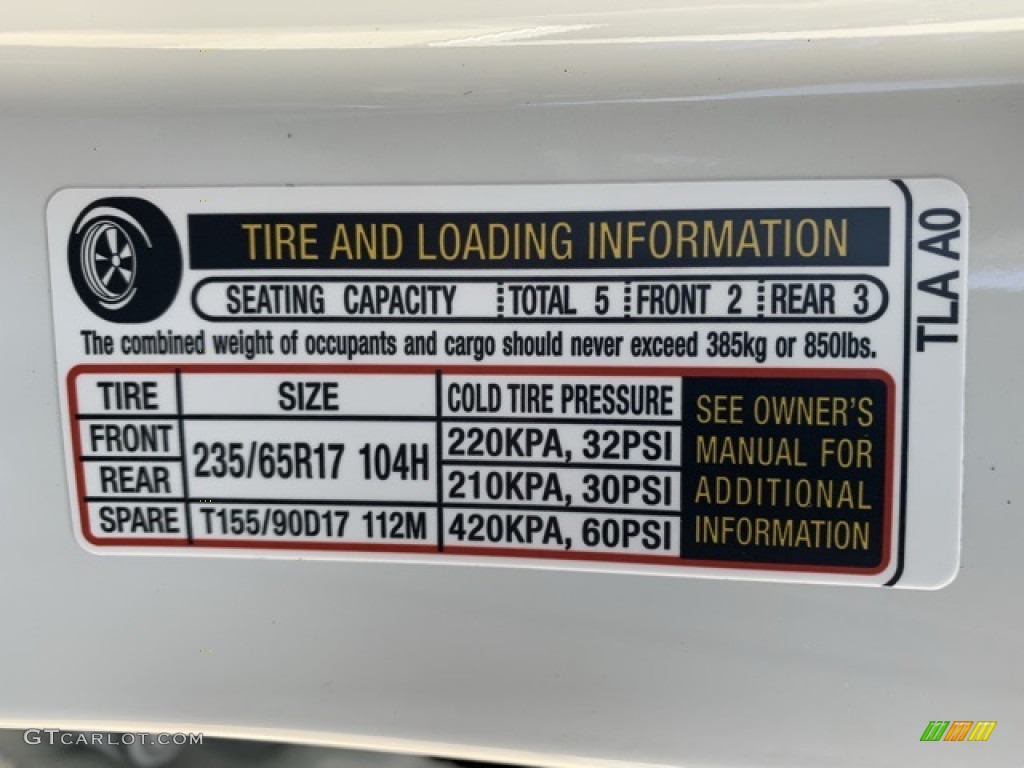 TIRE AND LOADING INFORMATION
SEATING CAPACITY TOTAL 5 FRONT 2 REAR 3
The combined weight of occupants and cargo should never exceed 385kg or 850lbs.
TIRE SIZE COLD TIRE PRESSURE
FRONT 235/65R17 104H 220KPA, 32PSI
REAR 210KPA, 30PSI
SPARE T155/90D17 112M 420KPA, 60PSI
SEE OWNER'S
MANUAL FOR
ADDITIONAL
INFORMATION
TLA A0
GTCARLOT.COM